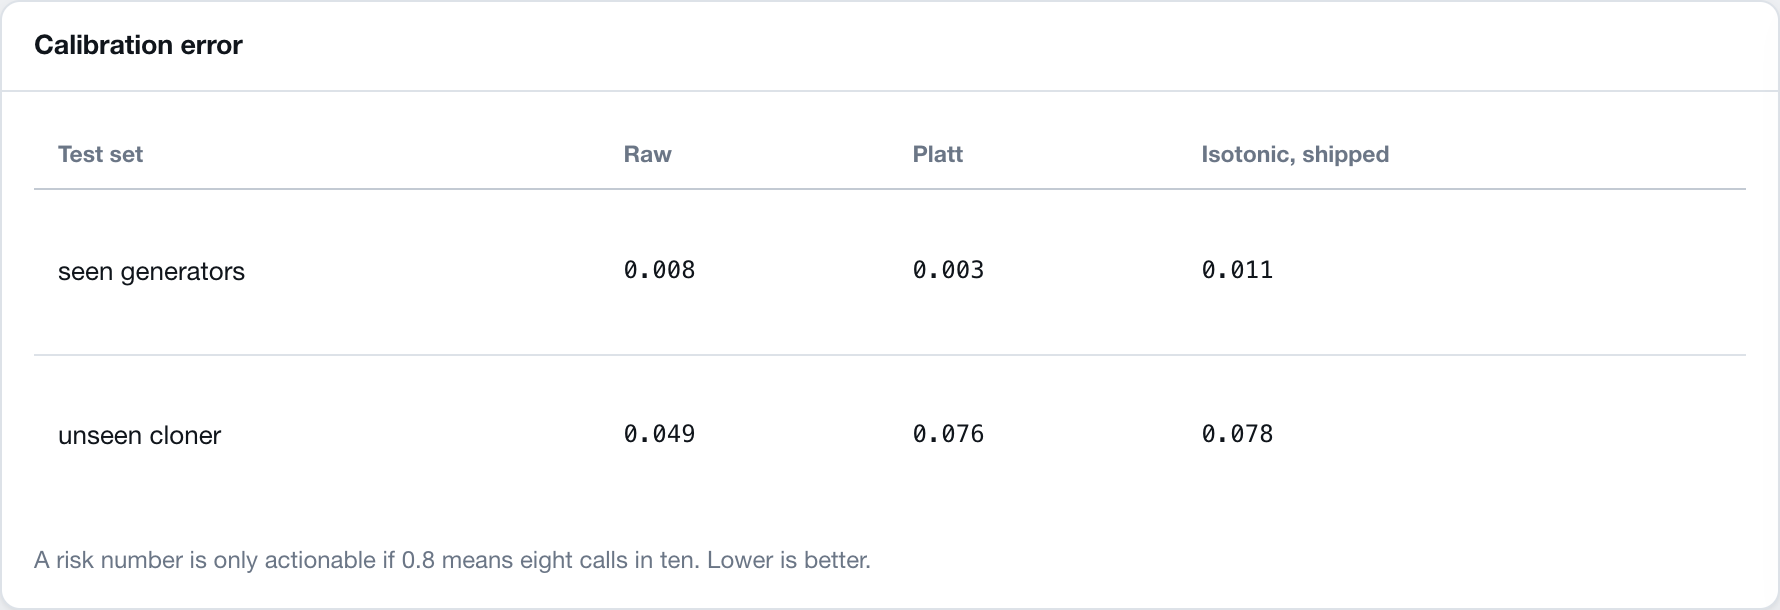 Calibration error
Test set Raw Platt Isotonic, shipped
seen generators 0.008 0.003 0.011
unseen cloner 0.049 0.076 0.078
A risk number is only actionable if 0.8 means eight calls in ten. Lower is better.